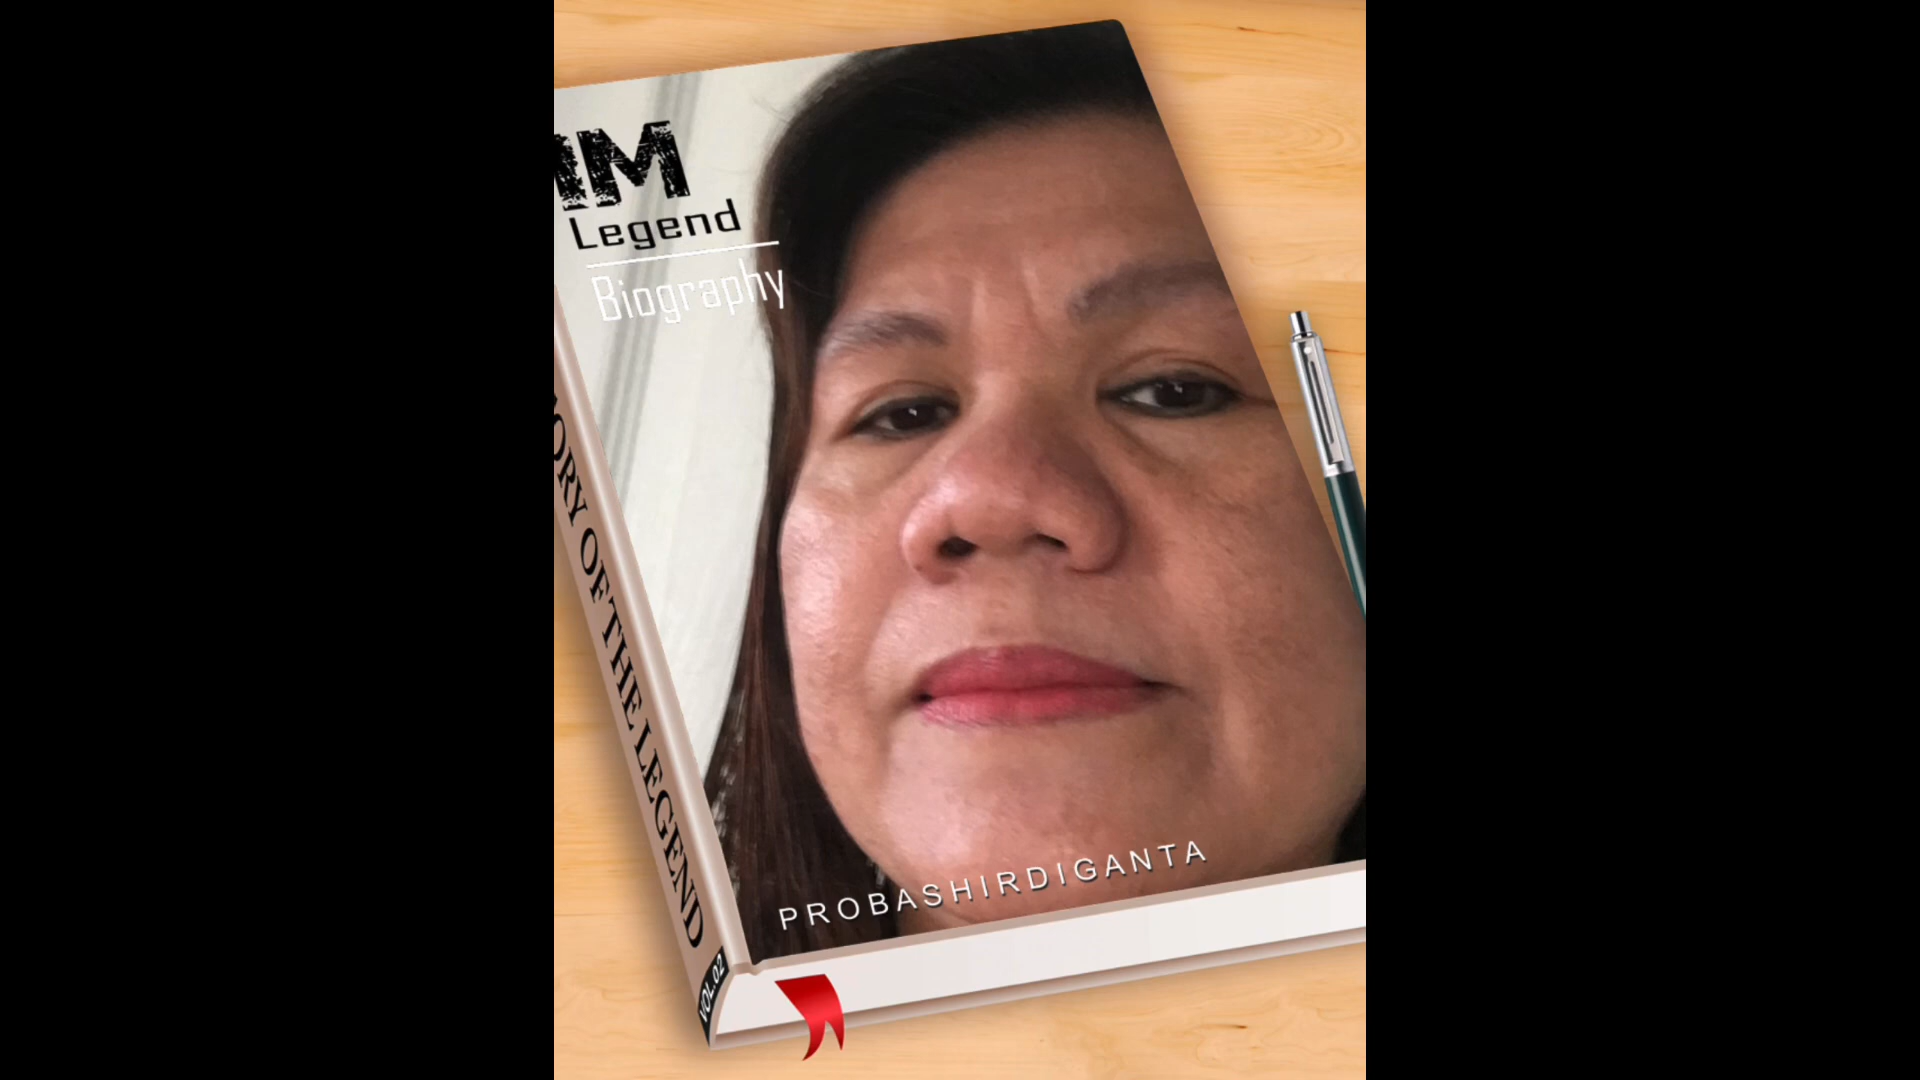 Legend
Biography
OF THE LEGEND
VOL.02
PROBASHIRDIGANTA